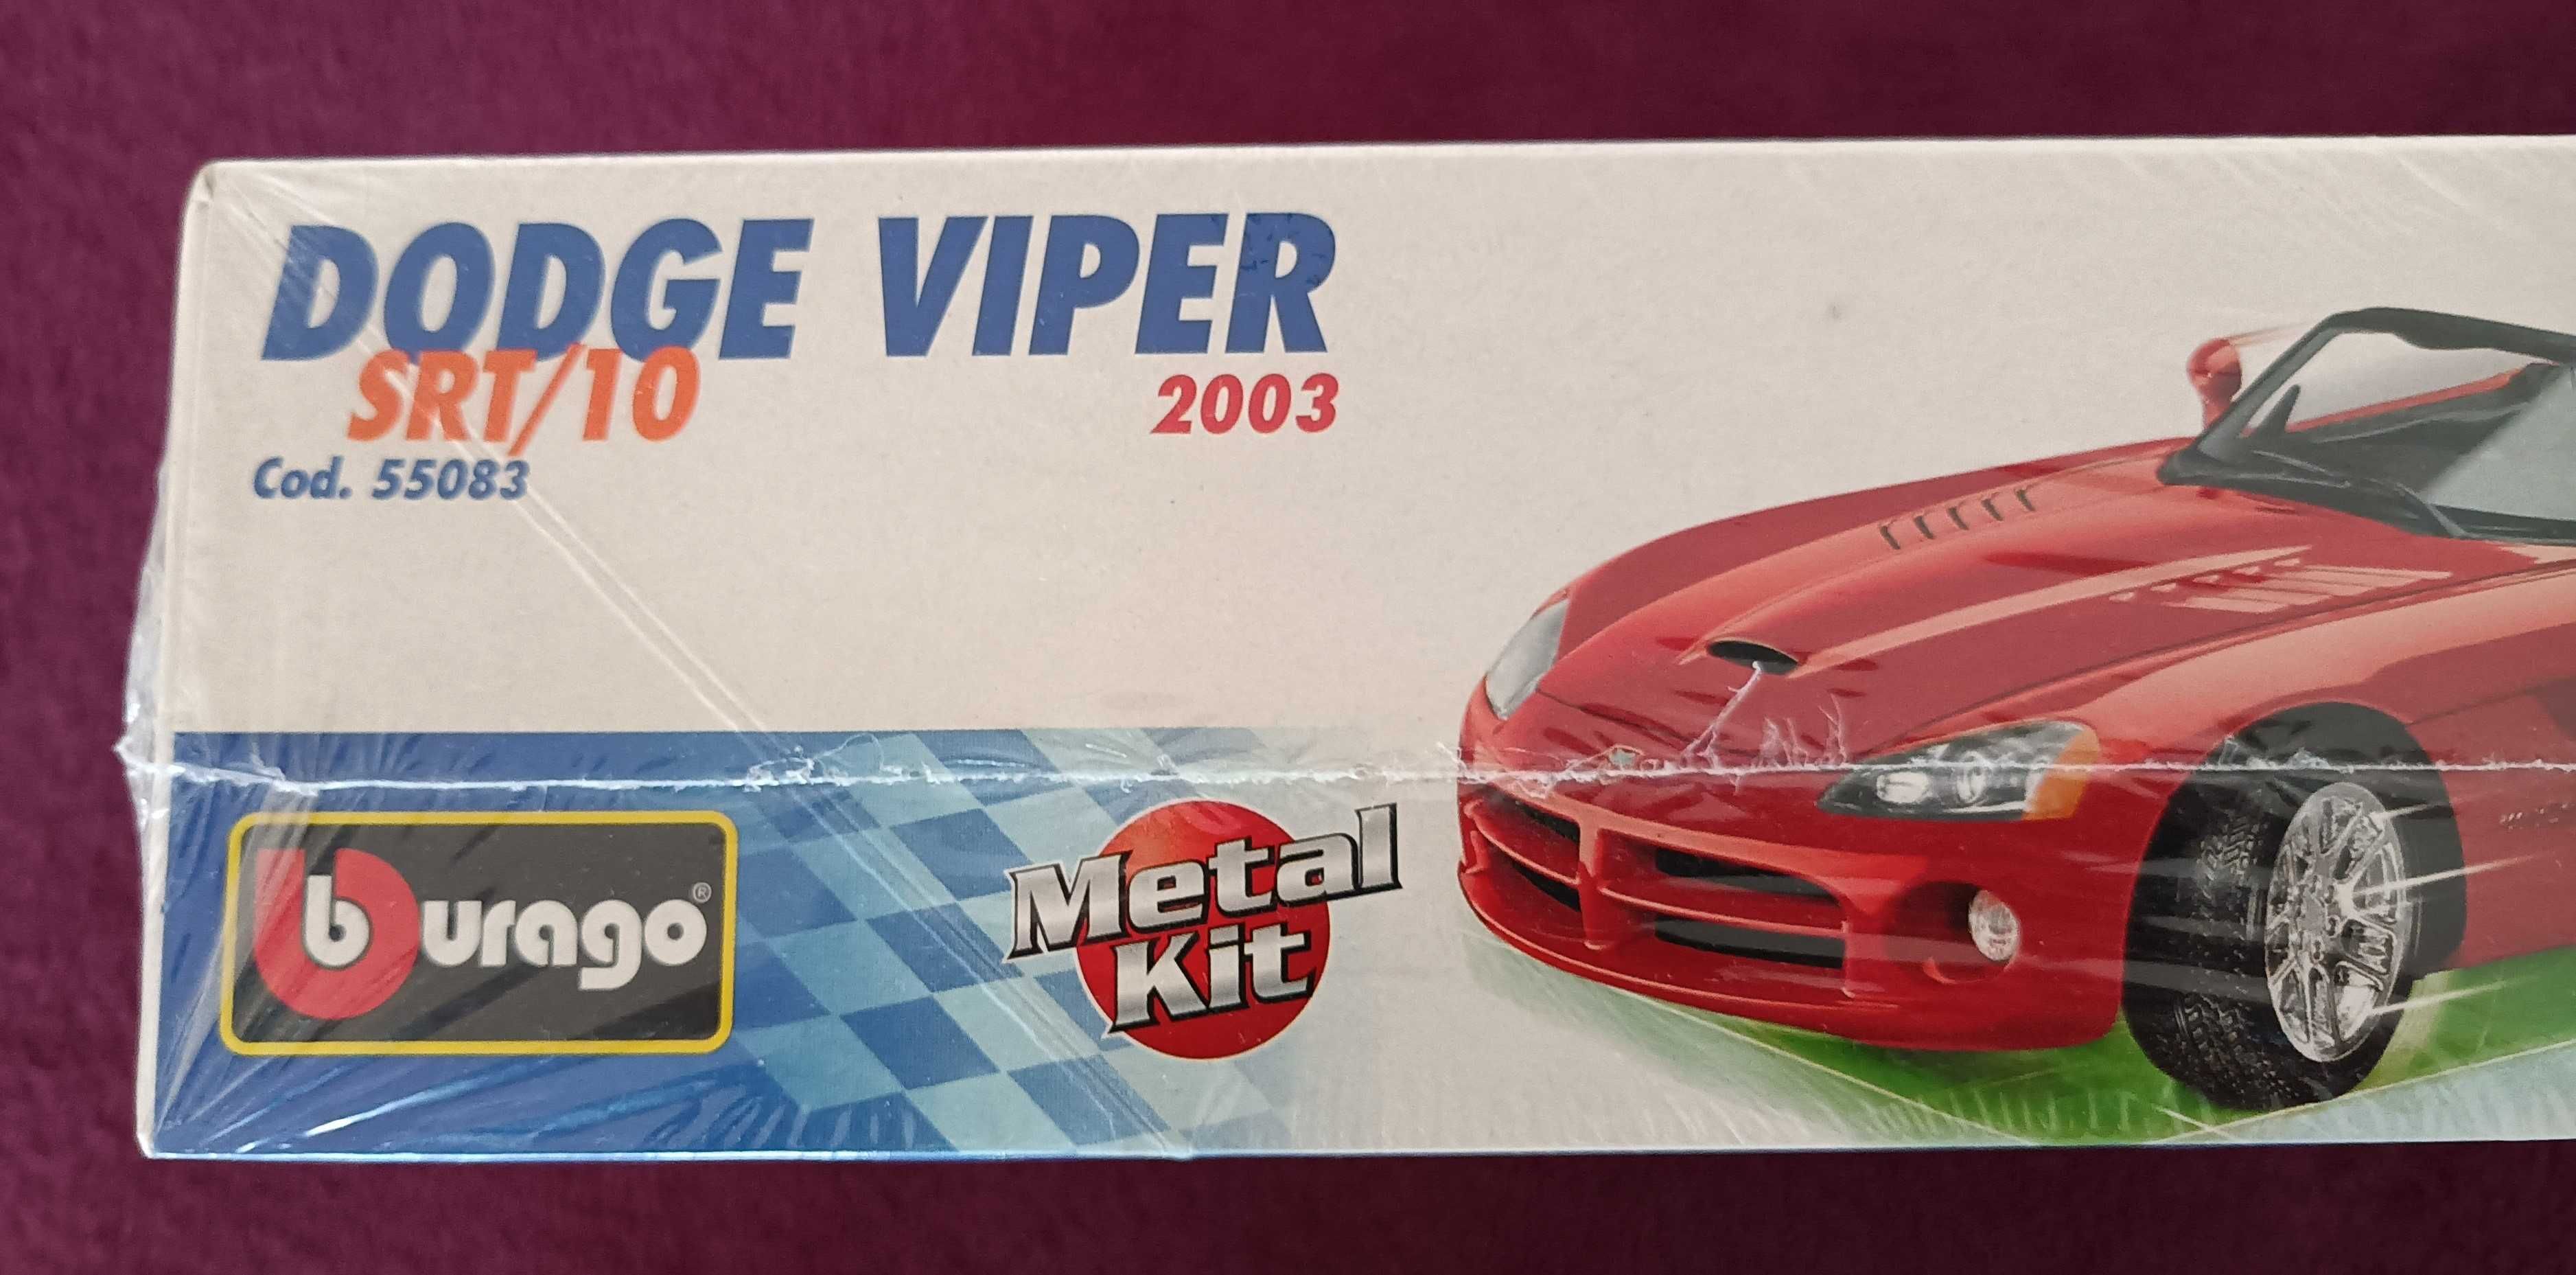 DODGE VIPER
SRT/10
2003
Cod. 55083
burago®
Metal
Kit